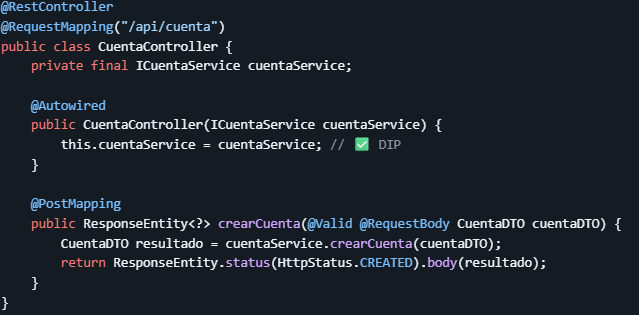 @RestController
@RequestMapping("/api/cuenta")
public class CuentaController {
    private final ICuentaService cuentaService;

    @Autowired
    public CuentaController(ICuentaService cuentaService) {
        this.cuentaService = cuentaService; // ✅ DIP
    }

    @PostMapping
    public ResponseEntity<?> crearCuenta(@Valid @RequestBody CuentaDTO cuentaDTO) {
        CuentaDTO resultado = cuentaService.crearCuenta(cuentaDTO);
        return ResponseEntity.status(HttpStatus.CREATED).body(resultado);
    }
}